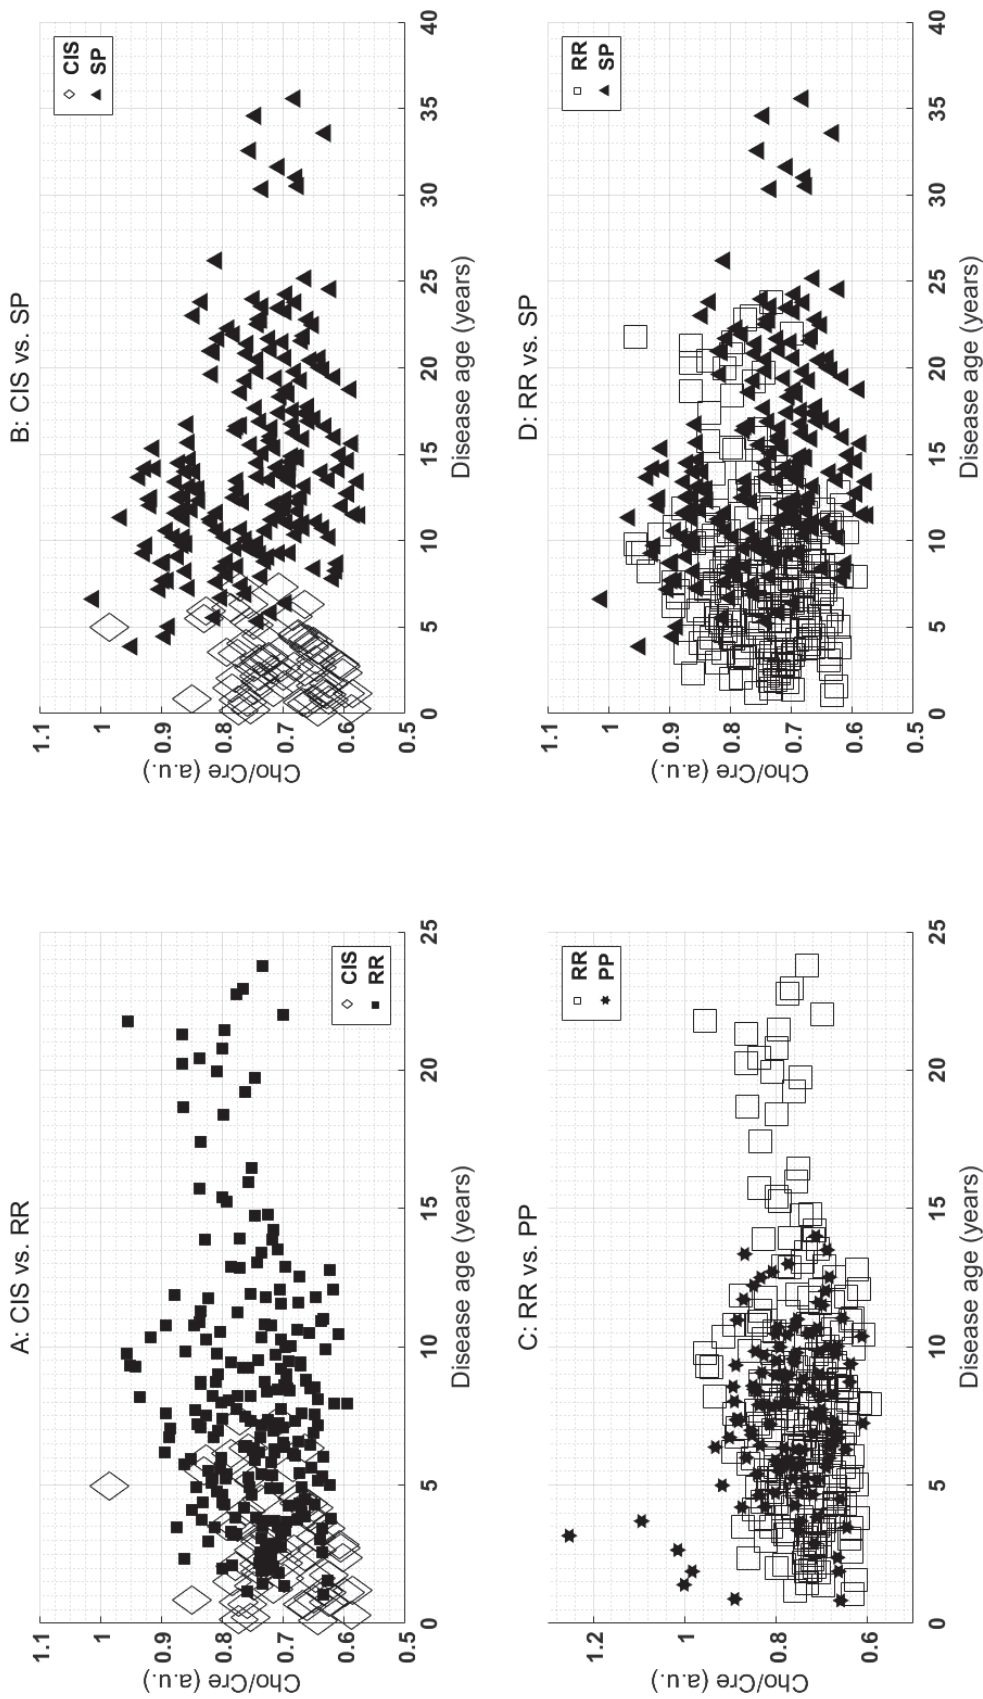 A: CIS vs. RR
1.1
1
0.9
0.8
0.7
0.6
0.5
Cho/Cre (a.u.)
0
5
10
15
20
25
Disease age (years)
CIS
RR
B: CIS vs. SP
1.1
1
0.9
0.8
0.7
0.6
0.5
Cho/Cre (a.u.)
0
5
10
15
20
25
30
35
40
Disease age (years)
CIS
SP
C: RR vs. PP
1.2
1
0.8
0.6
Cho/Cre (a.u.)
0
5
10
15
20
25
Disease age (years)
RR
PP
D: RR vs. SP
1.1
1
0.9
0.8
0.7
0.6
0.5
Cho/Cre (a.u.)
0
5
10
15
20
25
30
35
40
Disease age (years)
RR
SP